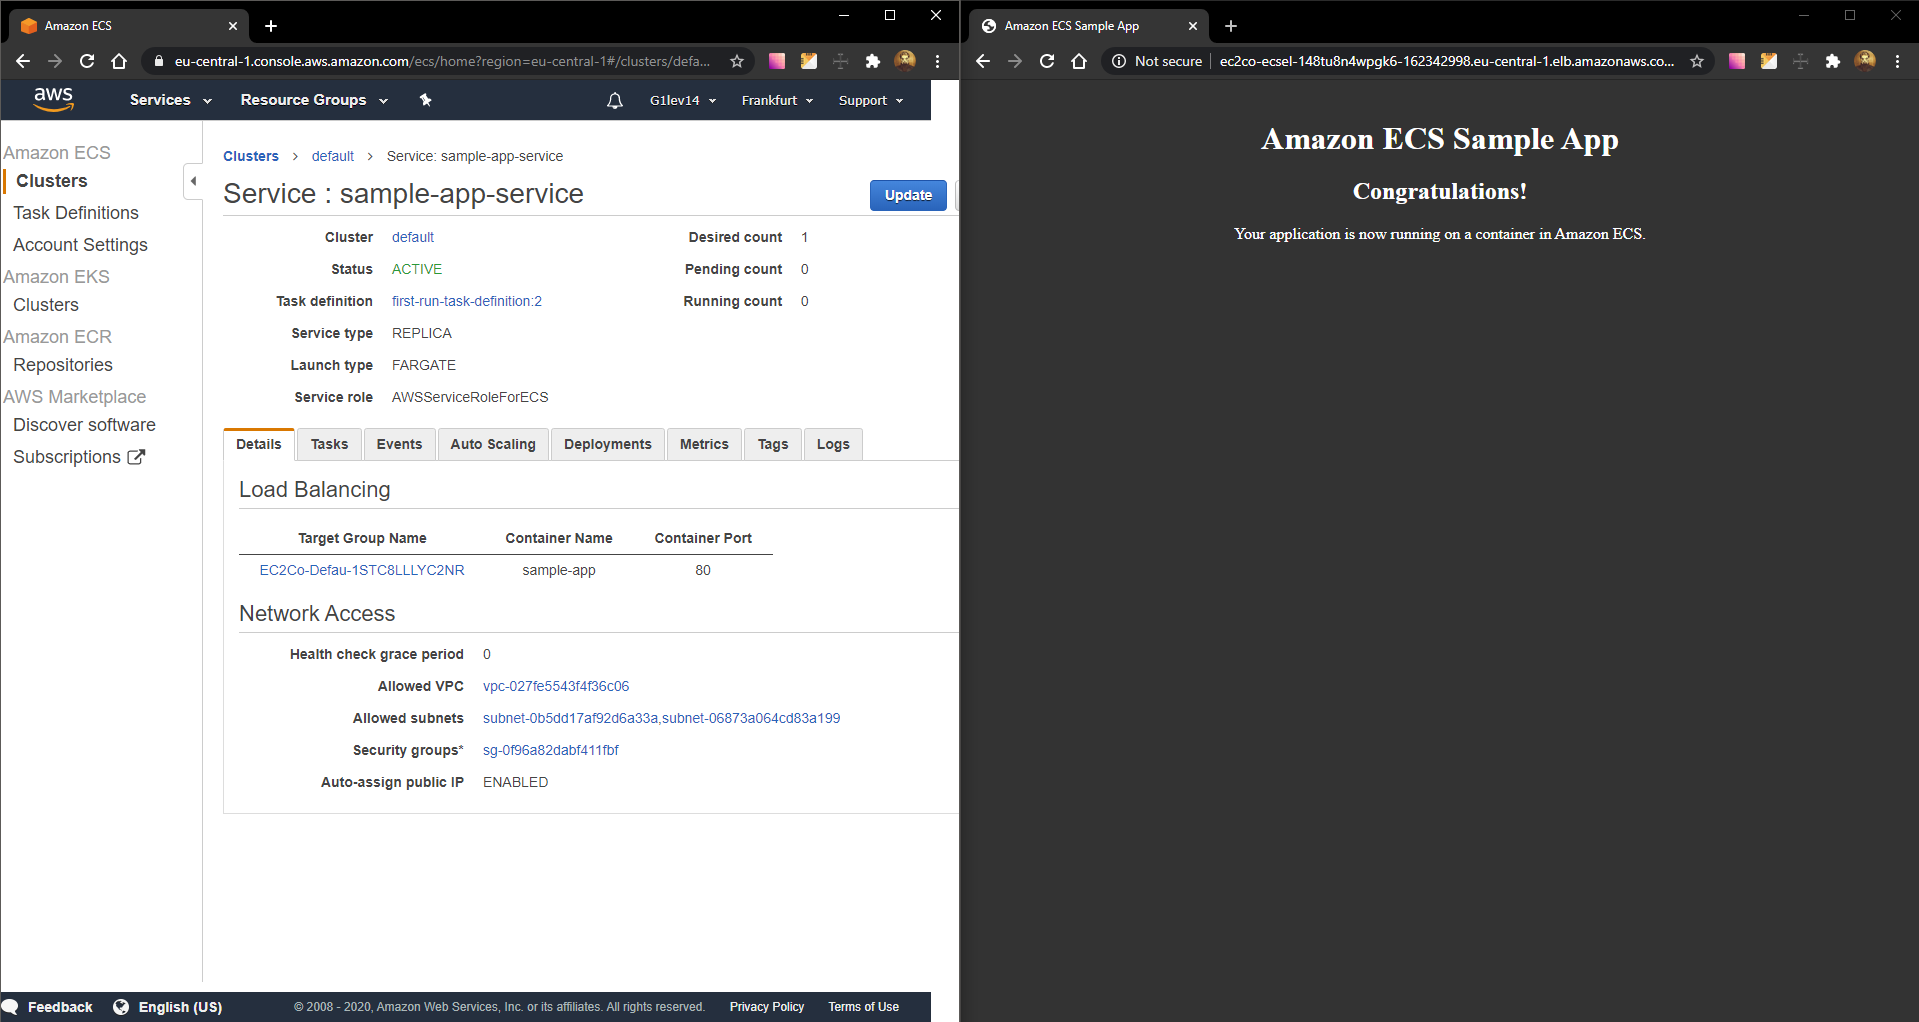 Amazon ECS
eu-central-1.console.aws.amazon.com/ecs/home?region=eu-central-1#/clusters/defa...
aws
Services
Resource Groups
G1lev14
Frankfurt
Support
Amazon ECS
Clusters
Task Definitions
Account Settings
Amazon EKS
Clusters
Amazon ECR
Repositories
AWS Marketplace
Discover software
Subscriptions
Clusters > default > Service: sample-app-service
Service : sample-app-service
Update
Cluster default
Status ACTIVE
Task definition first-run-task-definition:2
Service type REPLICA
Launch type FARGATE
Service role AWSServiceRoleForECS
Desired count 1
Pending count 0
Running count 0
Details Tasks Events Auto Scaling Deployments Metrics Tags Logs
Load Balancing
Target Group Name Container Name Container Port
EC2Co-Defau-1STC8LLLYC2NR sample-app 80
Network Access
Health check grace period 0
Allowed VPC vpc-027fe5543f4f36c06
Allowed subnets subnet-0b5dd17af92d6a33a,subnet-06873a064cd83a199
Security groups* sg-0f96a82dabf411fbf
Auto-assign public IP ENABLED
Feedback English (US) © 2008 - 2020, Amazon Web Services, Inc. or its affiliates. All rights reserved. Privacy Policy Terms of Use
Amazon ECS Sample App
Not secure ec2co-ecsel-148tu8n4wpgk6-162342998.eu-central-1.elb.amazonaws.co...
Amazon ECS Sample App
Congratulations!
Your application is now running on a container in Amazon ECS.